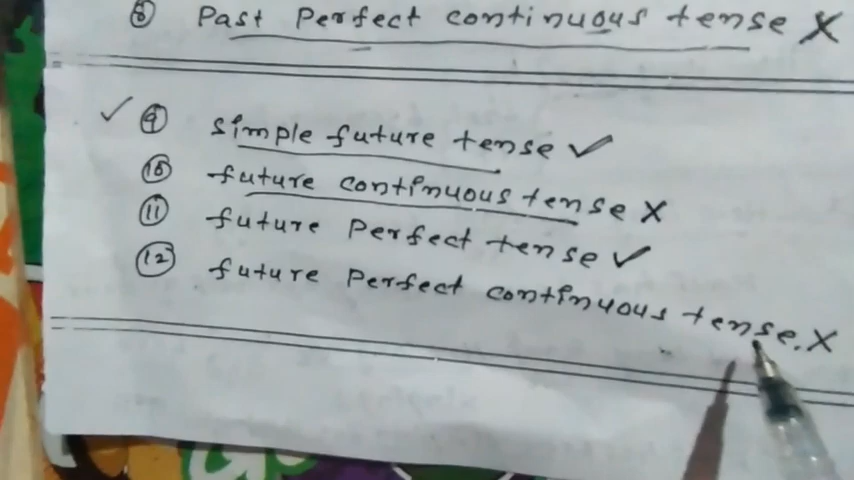 ⑧ Past Perfect continuous tense ✗
✓ ⑨ simple future tense ✓
⑩ future continuous tense ✗
⑪ future Perfect tense ✓
⑫ future Perfect continuous tense. ✗